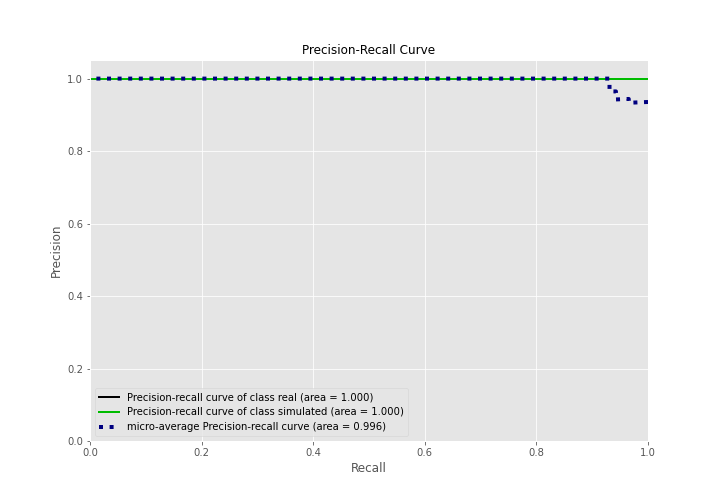 Precision-Recall Curve
1.0
0.8
0.6
0.4
0.2
0.0
Precision
Precision-recall curve of class real (area = 1.000)
Precision-recall curve of class simulated (area = 1.000)
micro-average Precision-recall curve (area = 0.996)
0.0 0.2 0.4 0.6 0.8 1.0
Recall